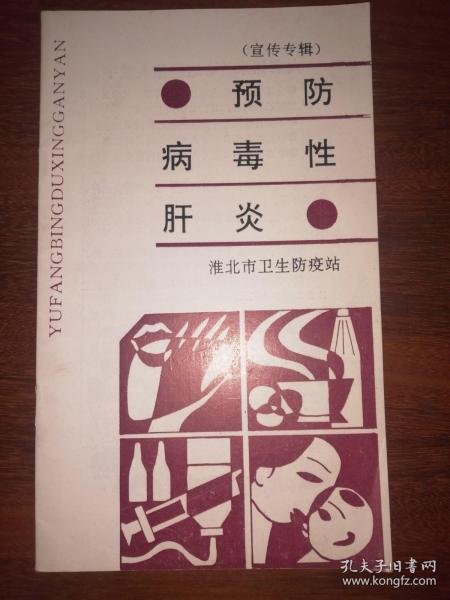 YUFANGBINGDUXINGGANYAN
（宣传专辑）
预防
病毒性
肝炎
淮北市卫生防疫站
孔夫子旧书网
www.kongfz.com